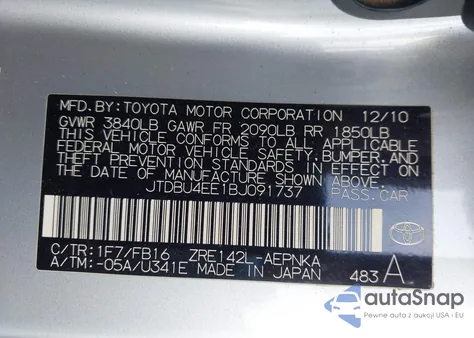 MFD.BY: TOYOTA MOTOR CORPORATION 12/10
GVWR 3840LB GAWR FR 2090LB RR 1850LB
THIS VEHICLE CONFORMS TO ALL APPLICABLE
FEDERAL MOTOR VEHICLE SAFETY,BUMPER,AND
THEFT PREVENTION STANDARDS IN EFFECT ON
THE DATE OF MANUFACTURE SHOWN ABOVE.
JTDBU4EE1BJ091737 PASS.CAR
C/TR:1F7/FB16 ZRE142L-AEPNKA
A/TM:-05A/U341E MADE IN JAPAN 483 A
TOYOTA
autaSnap
Pewne auta z USA i EU